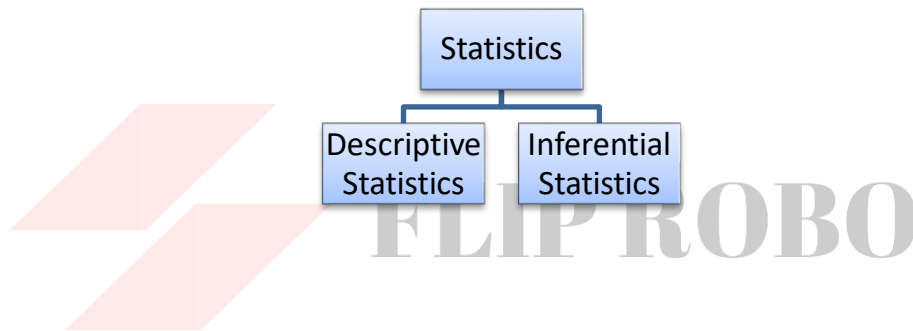 Statistics
Descriptive
Statistics
Inferential
Statistics
FLIP ROBO